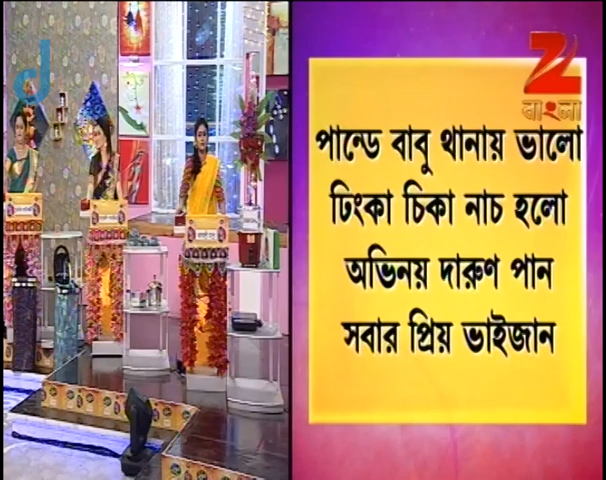 Z
বাংলা
পান্ডে বাবু থানায় ভালো
ঢিংকা চিকা নাচ হলো
অভিনয় দারুণ পান
সবার প্রিয় ভাইজান